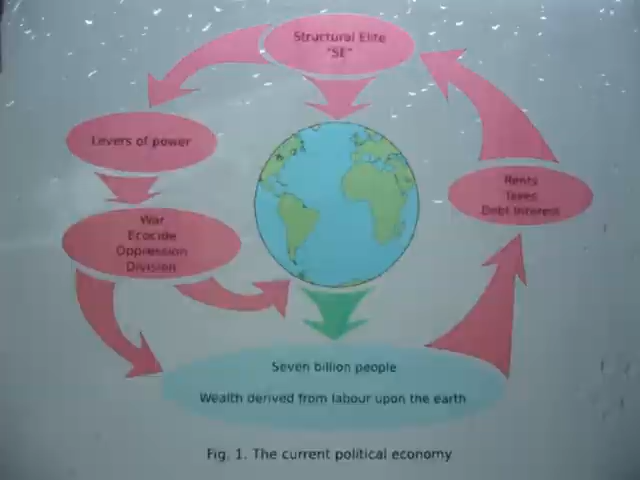 Structural Elite
"SE"
Levers of power
War
Ecocide
Oppression
Division
Rents
Taxes
Debt Interest
Seven billion people
Wealth derived from labour upon the earth
Fig. 1. The current political economy